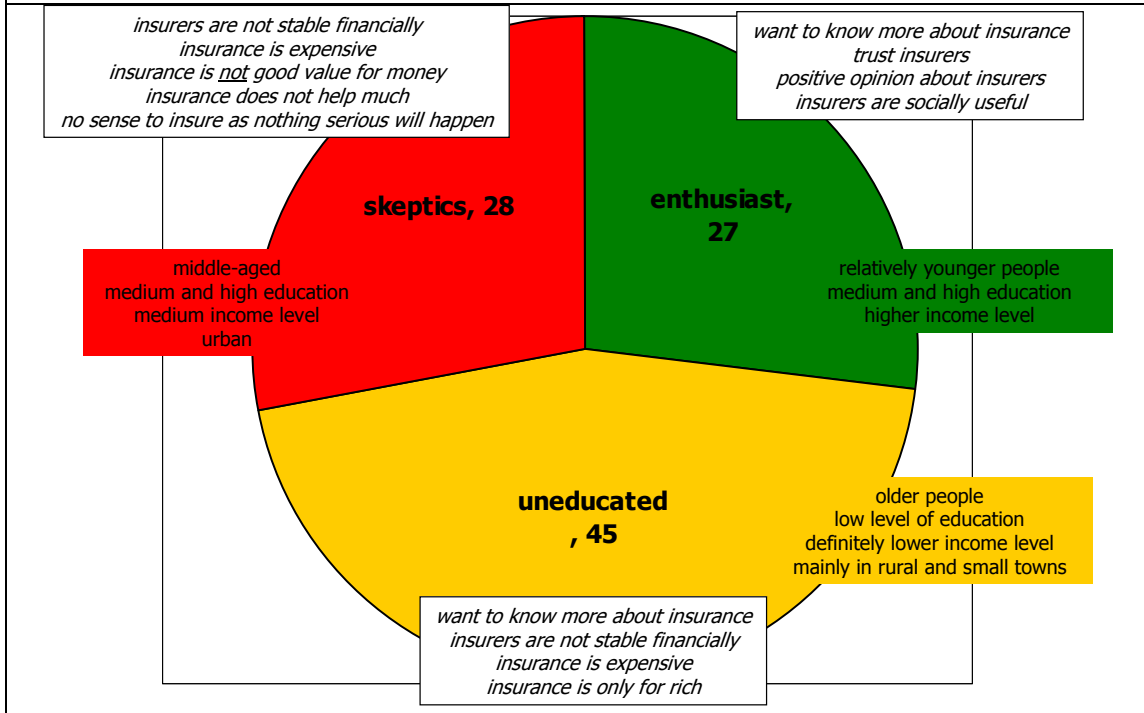 insurers are not stable financially
insurance is expensive
insurance is not good value for money
insurance does not help much
no sense to insure as nothing serious will happen
want to know more about insurance
trust insurers
positive opinion about insurers
insurers are socially useful
skeptics, 28
enthusiast,
27
middle-aged
medium and high education
medium income level
urban
relatively younger people
medium and high education
higher income level
uneducated
, 45
older people
low level of education
definitely lower income level
mainly in rural and small towns
want to know more about insurance
insurers are not stable financially
insurance is expensive
insurance is only for rich